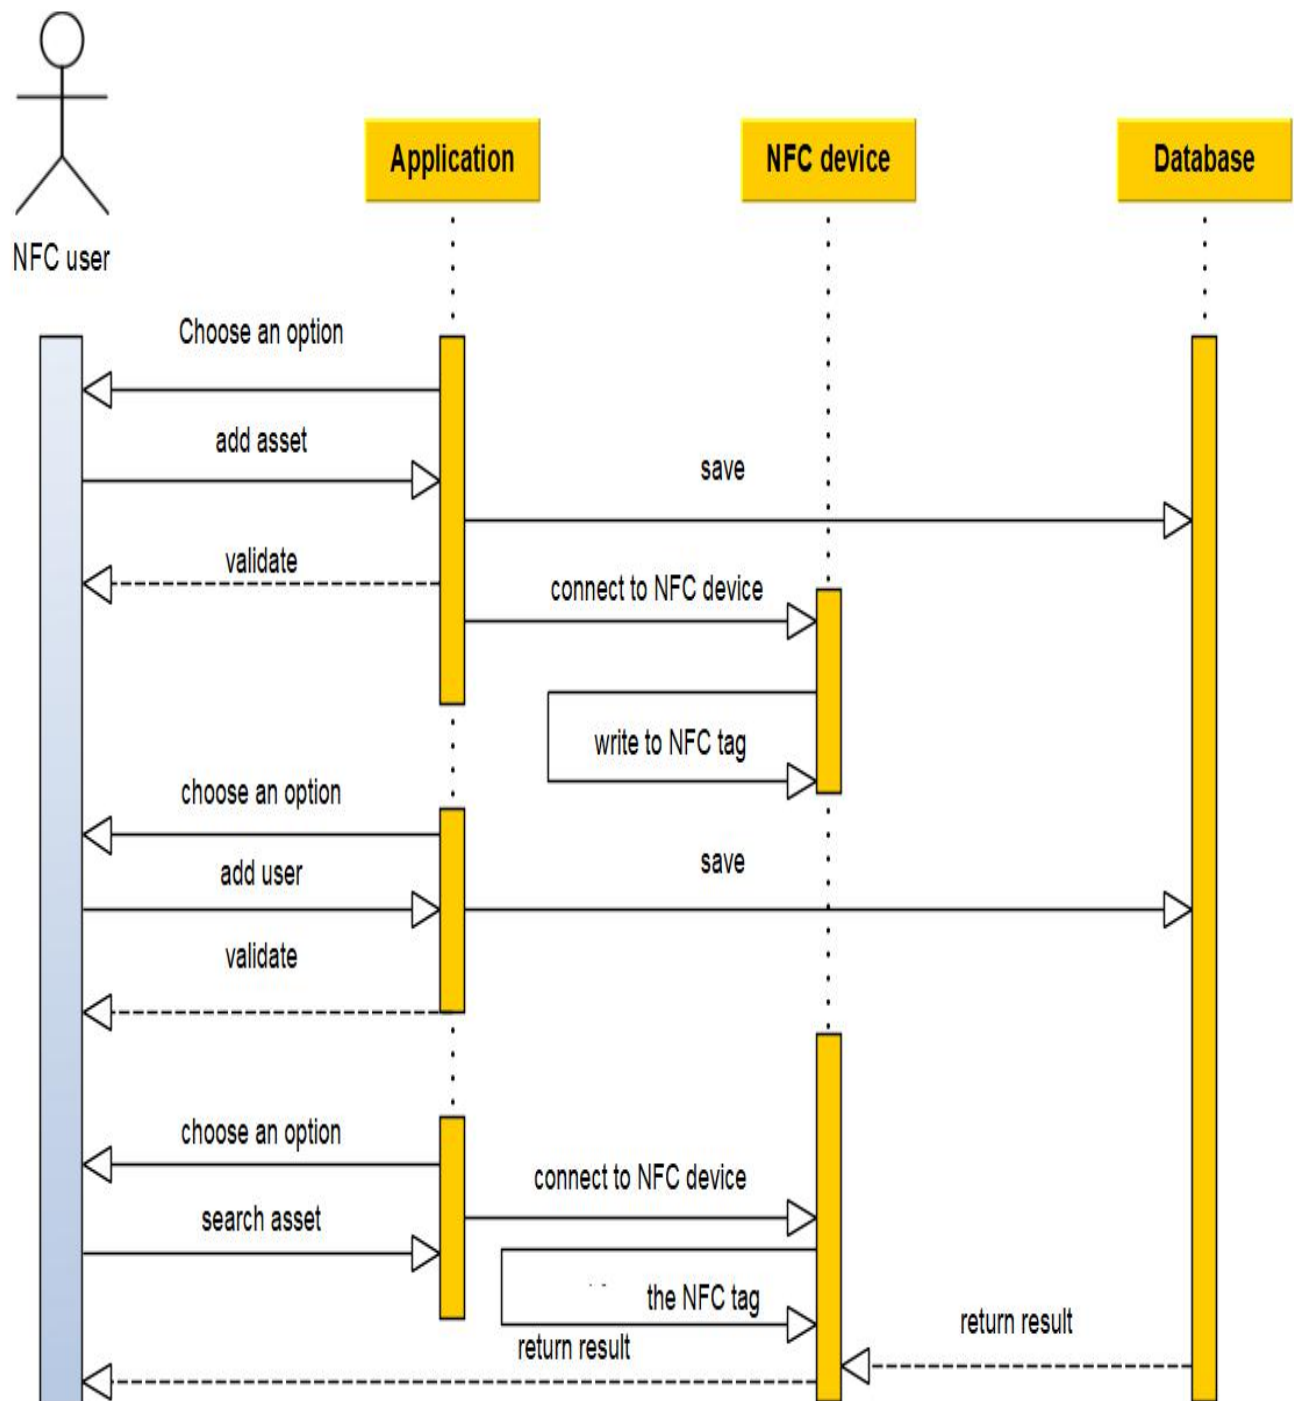 Application
NFC device
Database
NFC user
Choose an option
add asset
save
validate
connect to NFC device
write to NFC tag
choose an option
add user
save
validate
choose an option
connect to NFC device
search asset
the NFC tag
return result
return result